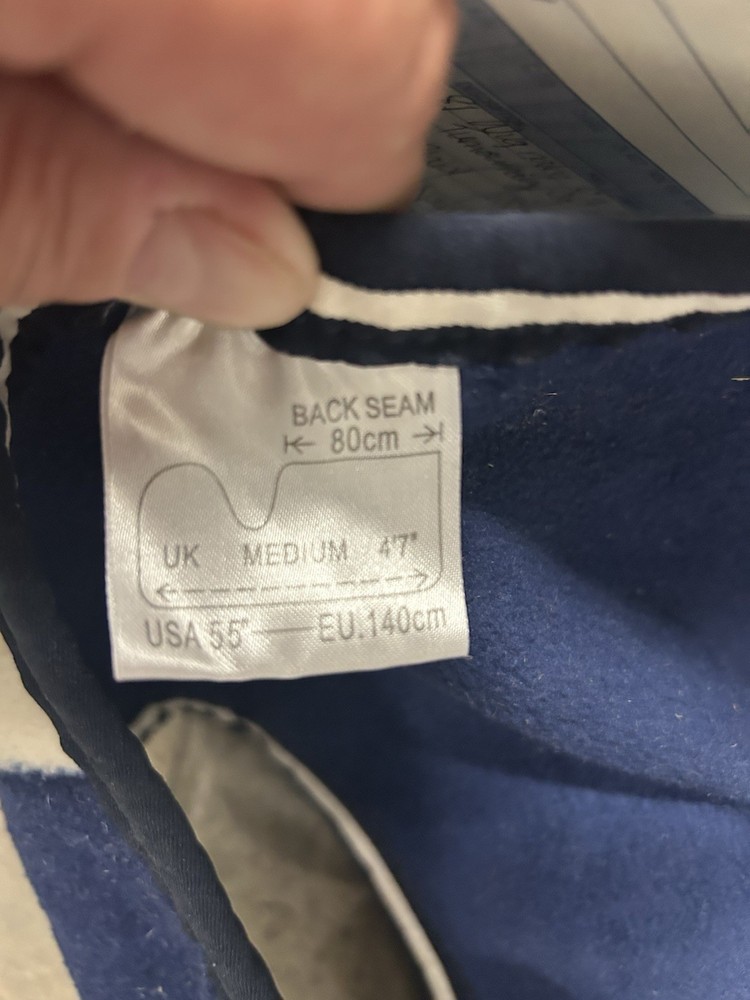 BACK SEAM
80cm
UK MEDIUM 4'7"
USA 55" EU.140cm